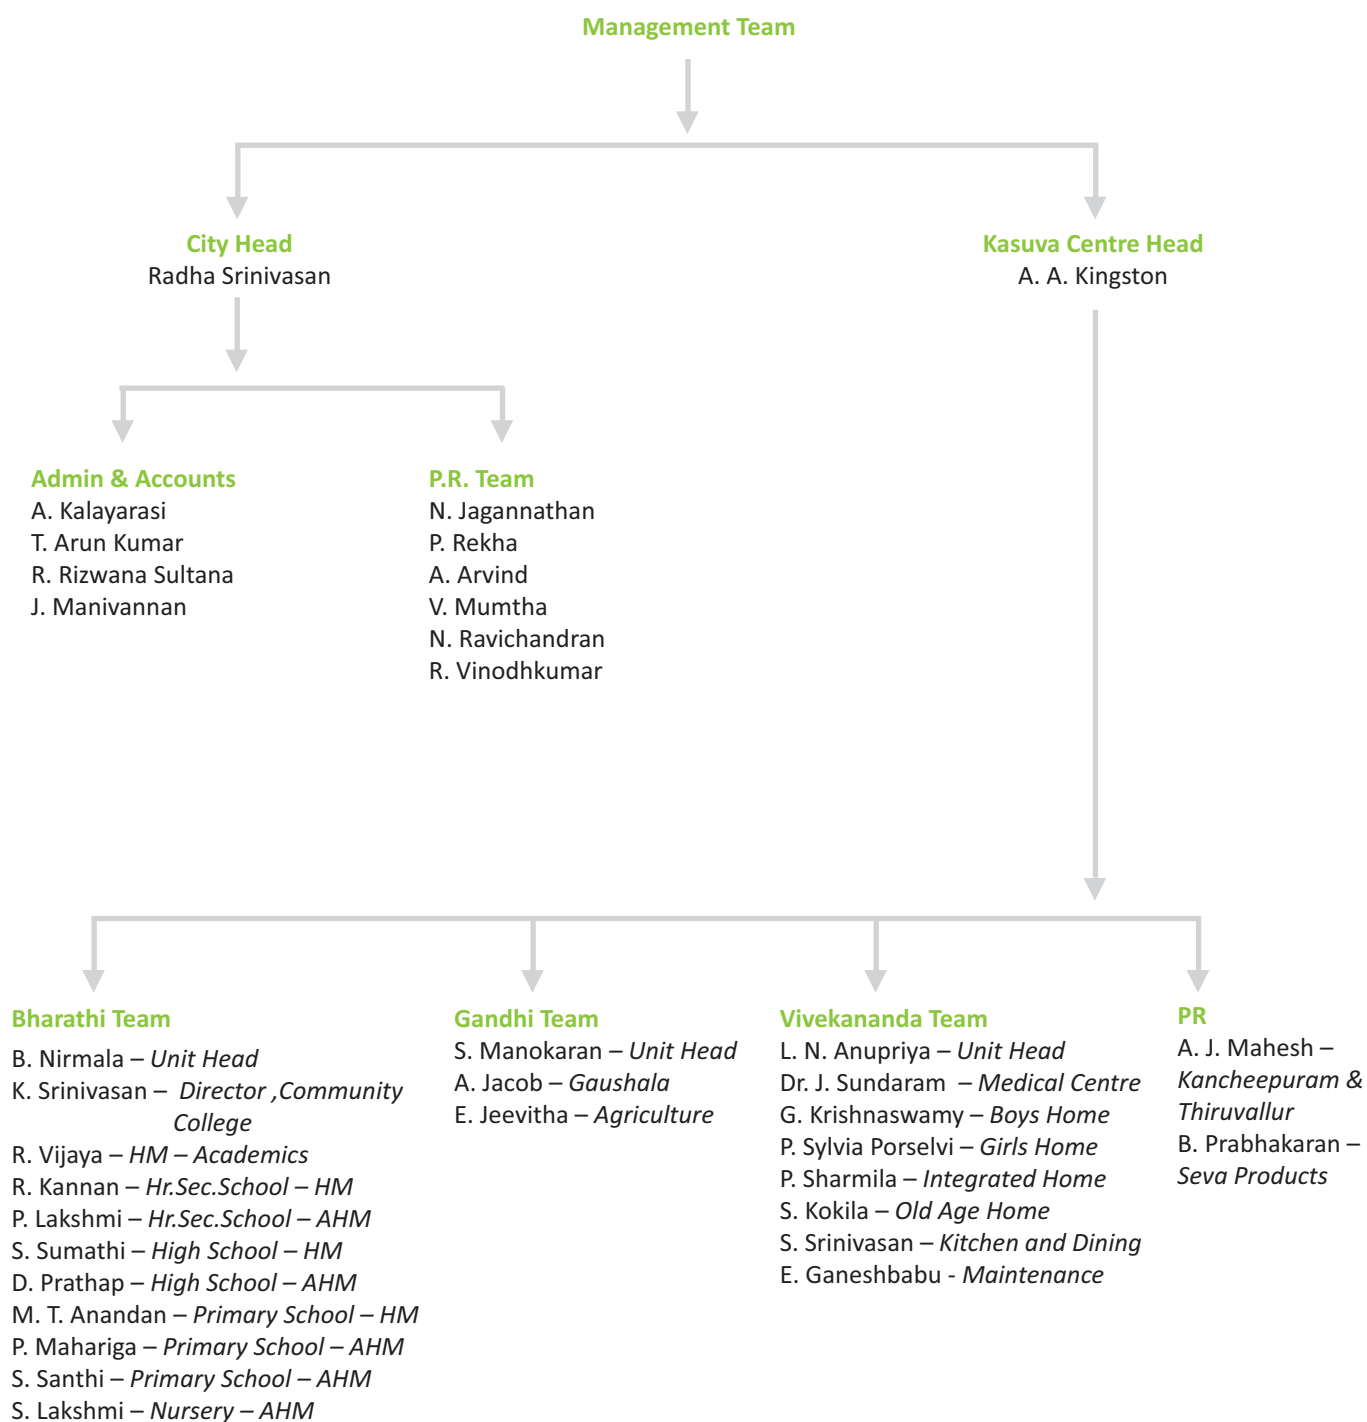 Management Team
City Head
Radha Srinivasan
Kasuva Centre Head
A. A. Kingston
Admin & Accounts
A. Kalayarasi
T. Arun Kumar
R. Rizwana Sultana
J. Manivannan
P.R. Team
N. Jagannathan
P. Rekha
A. Arvind
V. Mumtha
N. Ravichandran
R. Vinodhkumar
Bharathi Team
B. Nirmala – Unit Head
K. Srinivasan – Director ,Community
College
R. Vijaya – HM – Academics
R. Kannan – Hr.Sec.School – HM
P. Lakshmi – Hr.Sec.School – AHM
S. Sumathi – High School – HM
D. Prathap – High School – AHM
M. T. Anandan – Primary School – HM
P. Mahariga – Primary School – AHM
S. Santhi – Primary School – AHM
S. Lakshmi – Nursery – AHM
Gandhi Team
S. Manokaran – Unit Head
A. Jacob – Gaushala
E. Jeevitha – Agriculture
Vivekananda Team
L. N. Anupriya – Unit Head
Dr. J. Sundaram – Medical Centre
G. Krishnaswamy – Boys Home
P. Sylvia Porselvi – Girls Home
P. Sharmila – Integrated Home
S. Kokila – Old Age Home
S. Srinivasan – Kitchen and Dining
E. Ganeshbabu - Maintenance
PR
A. J. Mahesh –
Kancheepuram &
Thiruvallur
B. Prabhakaran –
Seva Products